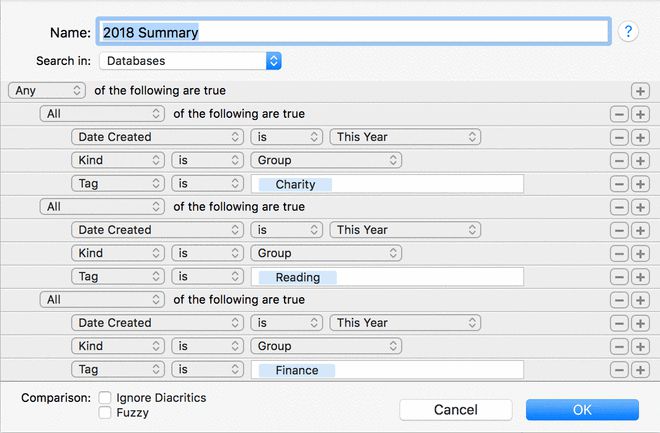 Name: 2018 Summary ?
Search in: Databases
Any of the following are true
All of the following are true
Date Created is This Year
Kind is Group
Tag is Charity
All of the following are true
Date Created is This Year
Kind is Group
Tag is Reading
All of the following are true
Date Created is This Year
Kind is Group
Tag is Finance
Comparison: Ignore Diacritics
Fuzzy
Cancel OK